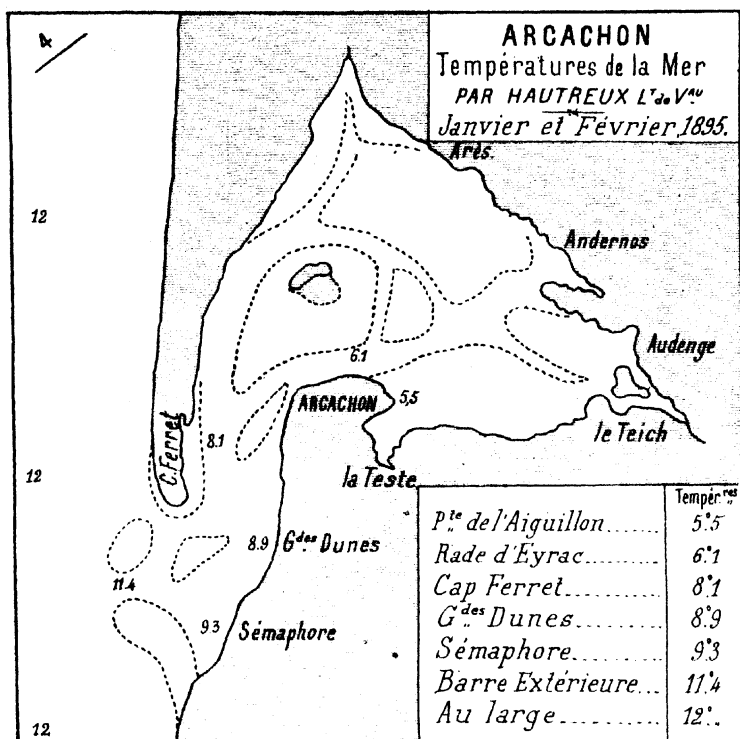 ARCACHON
Températures de la Mer
PAR HAUTREUX Lt de Vau
Janvier et Février, 1895.
Arès.
12
Andernos
6.1
Audenge
ARCACHON
5,5
8.1
le Teich
C. Ferret
12
la Teste
8.9 Gdes Dunes
11.4
9.3 Sémaphore
12
Tempér.res
Pte de l'Aiguillon....... 5°5
Rade d'Eyrac............ 6°1
Cap Ferret.............. 8°1
Gdes Dunes............. 8°9
Sémaphore............. 9°3
Barre Extérieure... 11°4
Au large............... 12°..